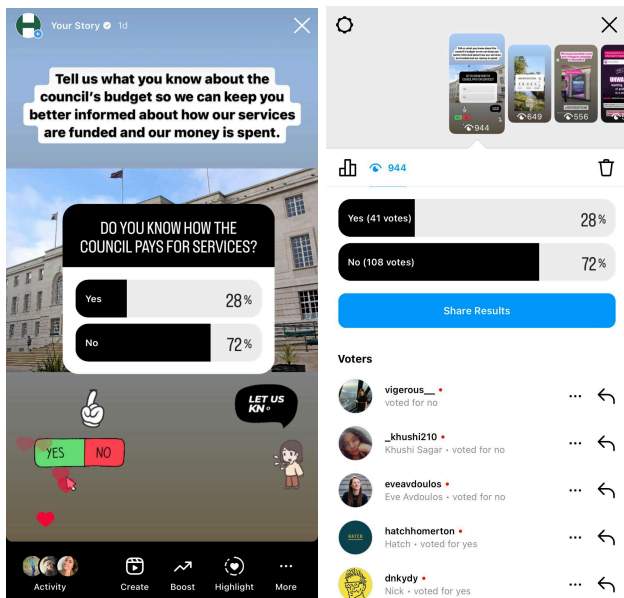 Your Story 1d
Tell us what you know about the
council's budget so we can keep you
better informed about how our services
are funded and our money is spent.
DO YOU KNOW HOW THE
COUNCIL PAYS FOR SERVICES?
Yes 28%
No 72%
LET US
KN
YES NO
Activity Create Boost Highlight More
944 649 556
944
Yes (41 votes) 28%
No (108 votes) 72%
Share Results
Voters
vigerous__
voted for no
_khushi210
Khushi Sagar • voted for no
eveavdoulos
Eve Avdoulos • voted for no
hatchhomerton
HATCH
Hatch • voted for yes
dnkydy
Nick • voted for yes